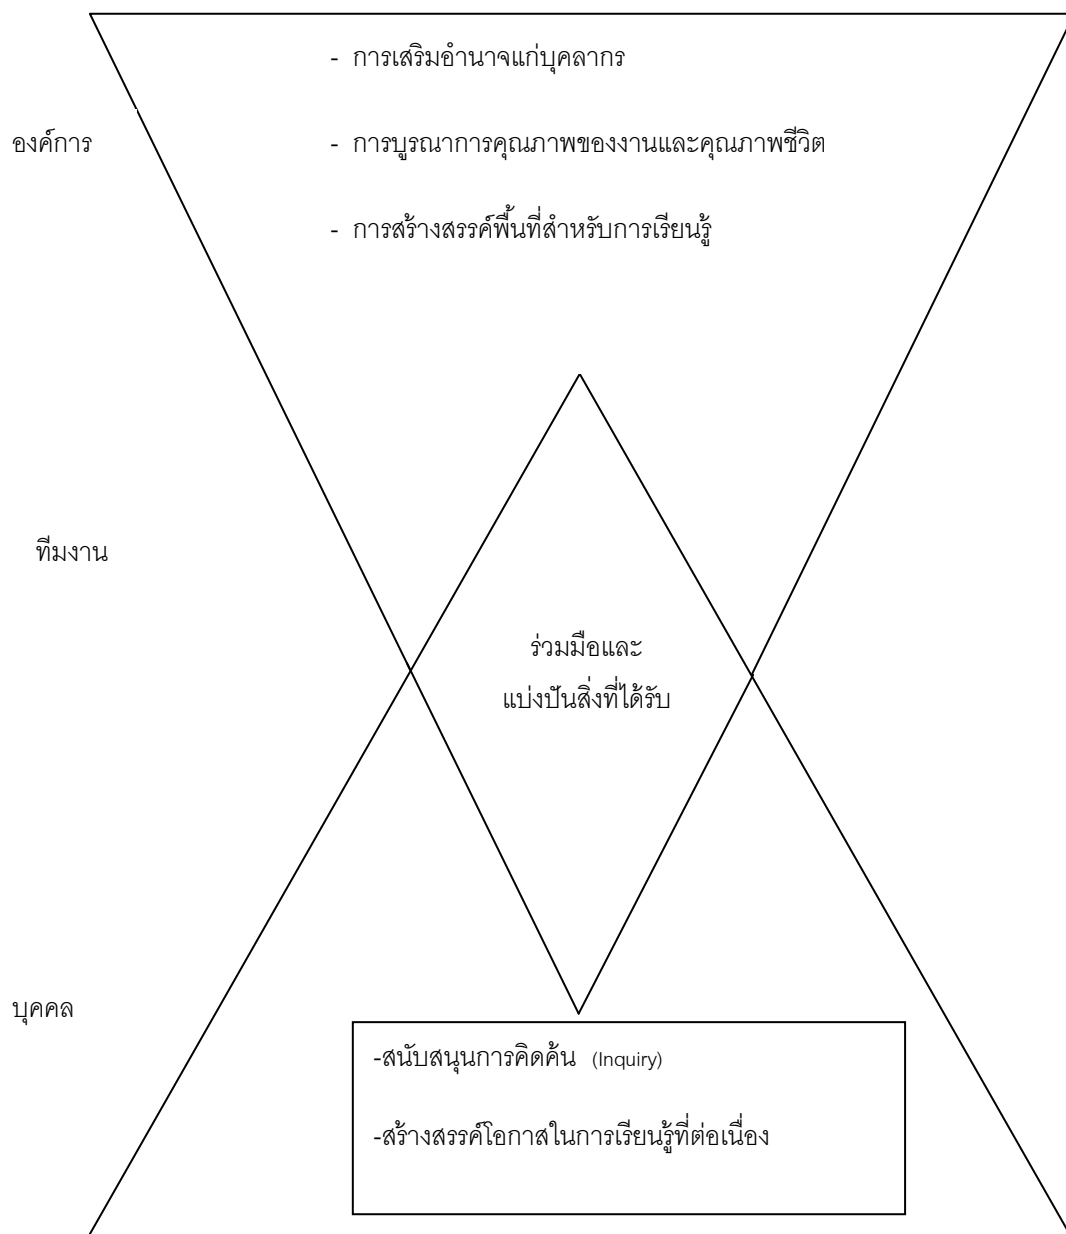 - การเสริมอำนาจแก่บุคลากร
องค์การ
- การบูรณาการคุณภาพของงานและคุณภาพชีวิต
- การสร้างสรรค์พื้นที่สำหรับการเรียนรู้
ทีมงาน
ร่วมมือและ
แบ่งปันสิ่งที่ได้รับ
บุคคล
-สนับสนุนการคิดค้น (Inquiry)
-สร้างสรรค์โอกาสในการเรียนรู้ที่ต่อเนื่อง